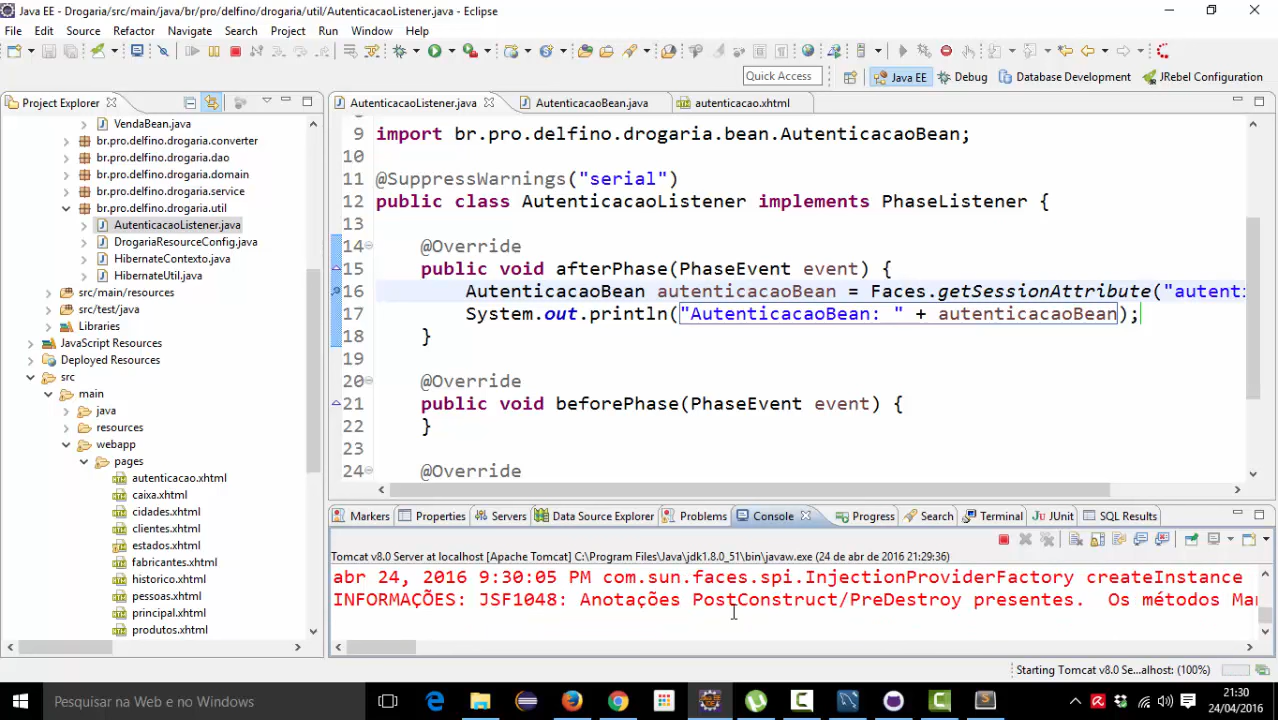 Java EE - Drogaria/src/main/java/br/pro/delfino/drogaria/util/AutenticacaoListener.java - Eclipse
File Edit Source Refactor Navigate Search Project Run Window Help
Quick Access Java EE Debug Database Development JRebel Configuration
Project Explorer
VendaBean.java
br.pro.delfino.drogaria.converter
br.pro.delfino.drogaria.dao
br.pro.delfino.drogaria.domain
br.pro.delfino.drogaria.service
br.pro.delfino.drogaria.util
AutenticacaoListener.java
DrogariaResourceConfig.java
HibernateContexto.java
HibernateUtil.java
src/main/resources
src/test/java
Libraries
JavaScript Resources
Deployed Resources
src
main
java
resources
webapp
pages
autenticacao.xhtml
caixa.xhtml
cidades.xhtml
clientes.xhtml
estados.xhtml
fabricantes.xhtml
historico.xhtml
pessoas.xhtml
principal.xhtml
produtos.xhtml
AutenticacaoListener.java AutenticacaoBean.java autenticacao.xhtml
9 import br.pro.delfino.drogaria.bean.AutenticacaoBean;
10
11 @SuppressWarnings("serial")
12 public class AutenticacaoListener implements PhaseListener {
13
14 @Override
15 public void afterPhase(PhaseEvent event) {
16 AutenticacaoBean autenticacaoBean = Faces.getSessionAttribute("autenti
17 System.out.println("AutenticacaoBean: " + autenticacaoBean);
18 }
19
20 @Override
21 public void beforePhase(PhaseEvent event) {
22 }
23
24 @Override
Markers Properties Servers Data Source Explorer Problems Console Progress Search Terminal JUnit SQL Results
Tomcat v8.0 Server at localhost [Apache Tomcat] C:\Program Files\Java\jdk1.8.0_51\bin\javaw.exe (24 de abr de 2016 21:29:36)
abr 24, 2016 9:30:05 PM com.sun.faces.spi.InjectionProviderFactory createInstance
INFORMAÇÕES: JSF1048: Anotações PostConstruct/PreDestroy presentes. Os métodos Mar
Starting Tomcat v8.0 Se...alhost: (100%)
Pesquisar na Web e no Windows
21:30
24/04/2016